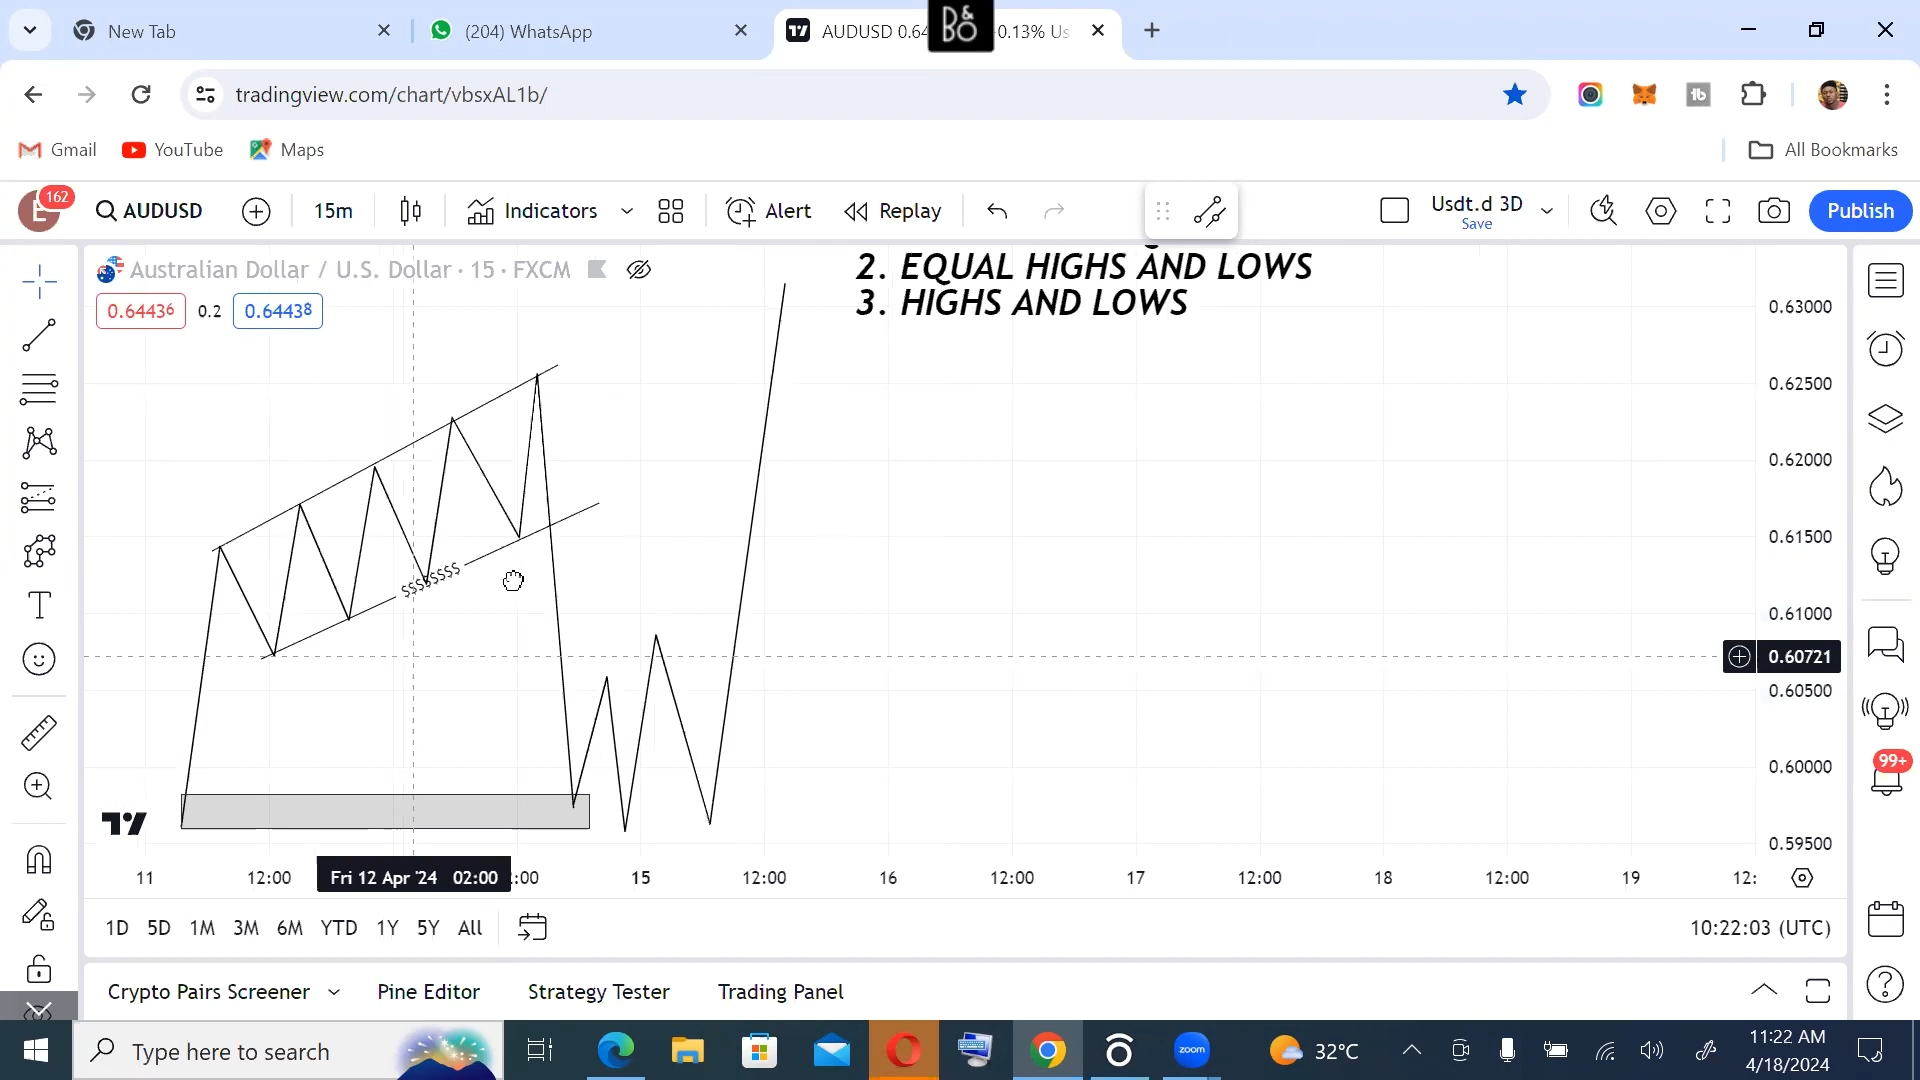 New Tab
(204) WhatsApp
AUDUSD 0.64
B&O
0.13% Us
tradingview.com/chart/vbsxAL1b/
Gmail
YouTube
Maps
All Bookmarks
E
162
AUDUSD
15m
Indicators
Alert
Replay
Usdt.d 3D
Save
Publish
Australian Dollar / U.S. Dollar · 15 · FXCM
0.64436
0.2
0.64438
2. EQUAL HIGHS AND LOWS
3. HIGHS AND LOWS
$$$$$$$$
0.63000
0.62500
0.62000
0.61500
0.61000
0.60721
0.60500
0.60000
0.59500
99+
11
12:00
Fri 12 Apr '24 02:00
:00
15
12:00
16
12:00
17
12:00
18
12:00
19
12:
1D
5D
1M
3M
6M
YTD
1Y
5Y
All
10:22:03 (UTC)
Crypto Pairs Screener
Pine Editor
Strategy Tester
Trading Panel
Type here to search
zoom
32°C
11:22 AM
4/18/2024